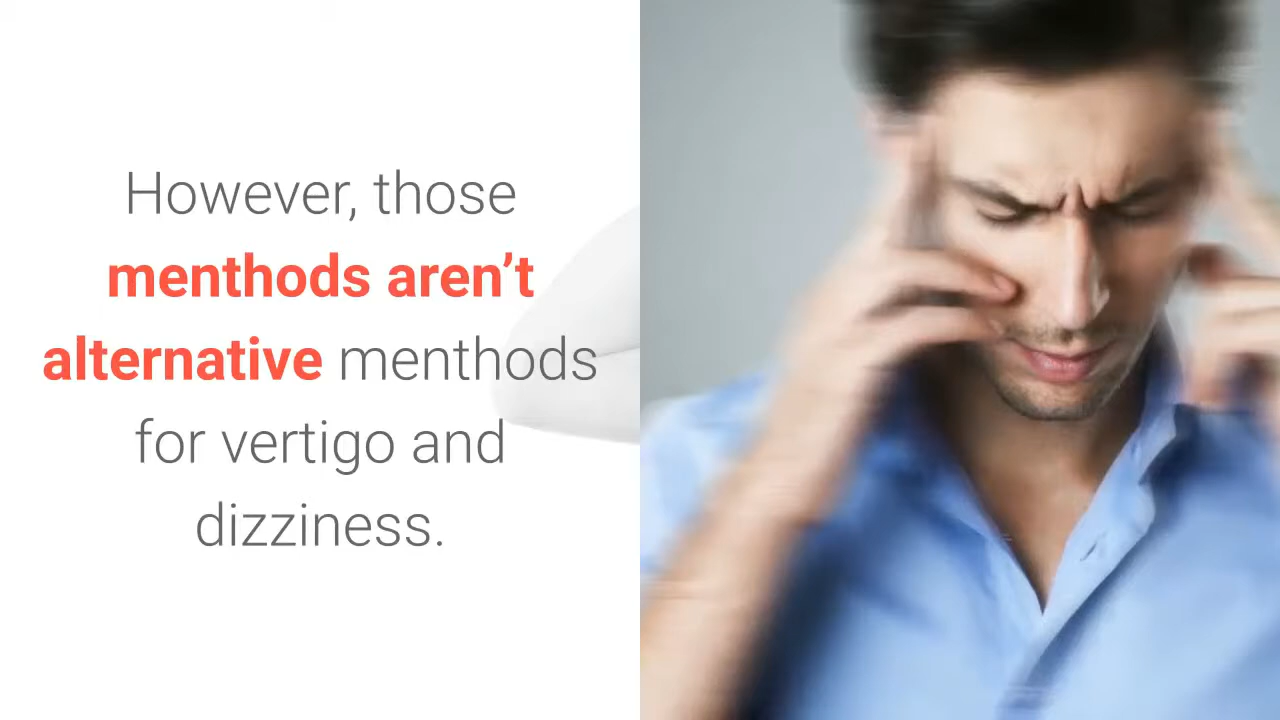 However, those
menthods aren’t
alternative menthods
for vertigo and
dizziness.